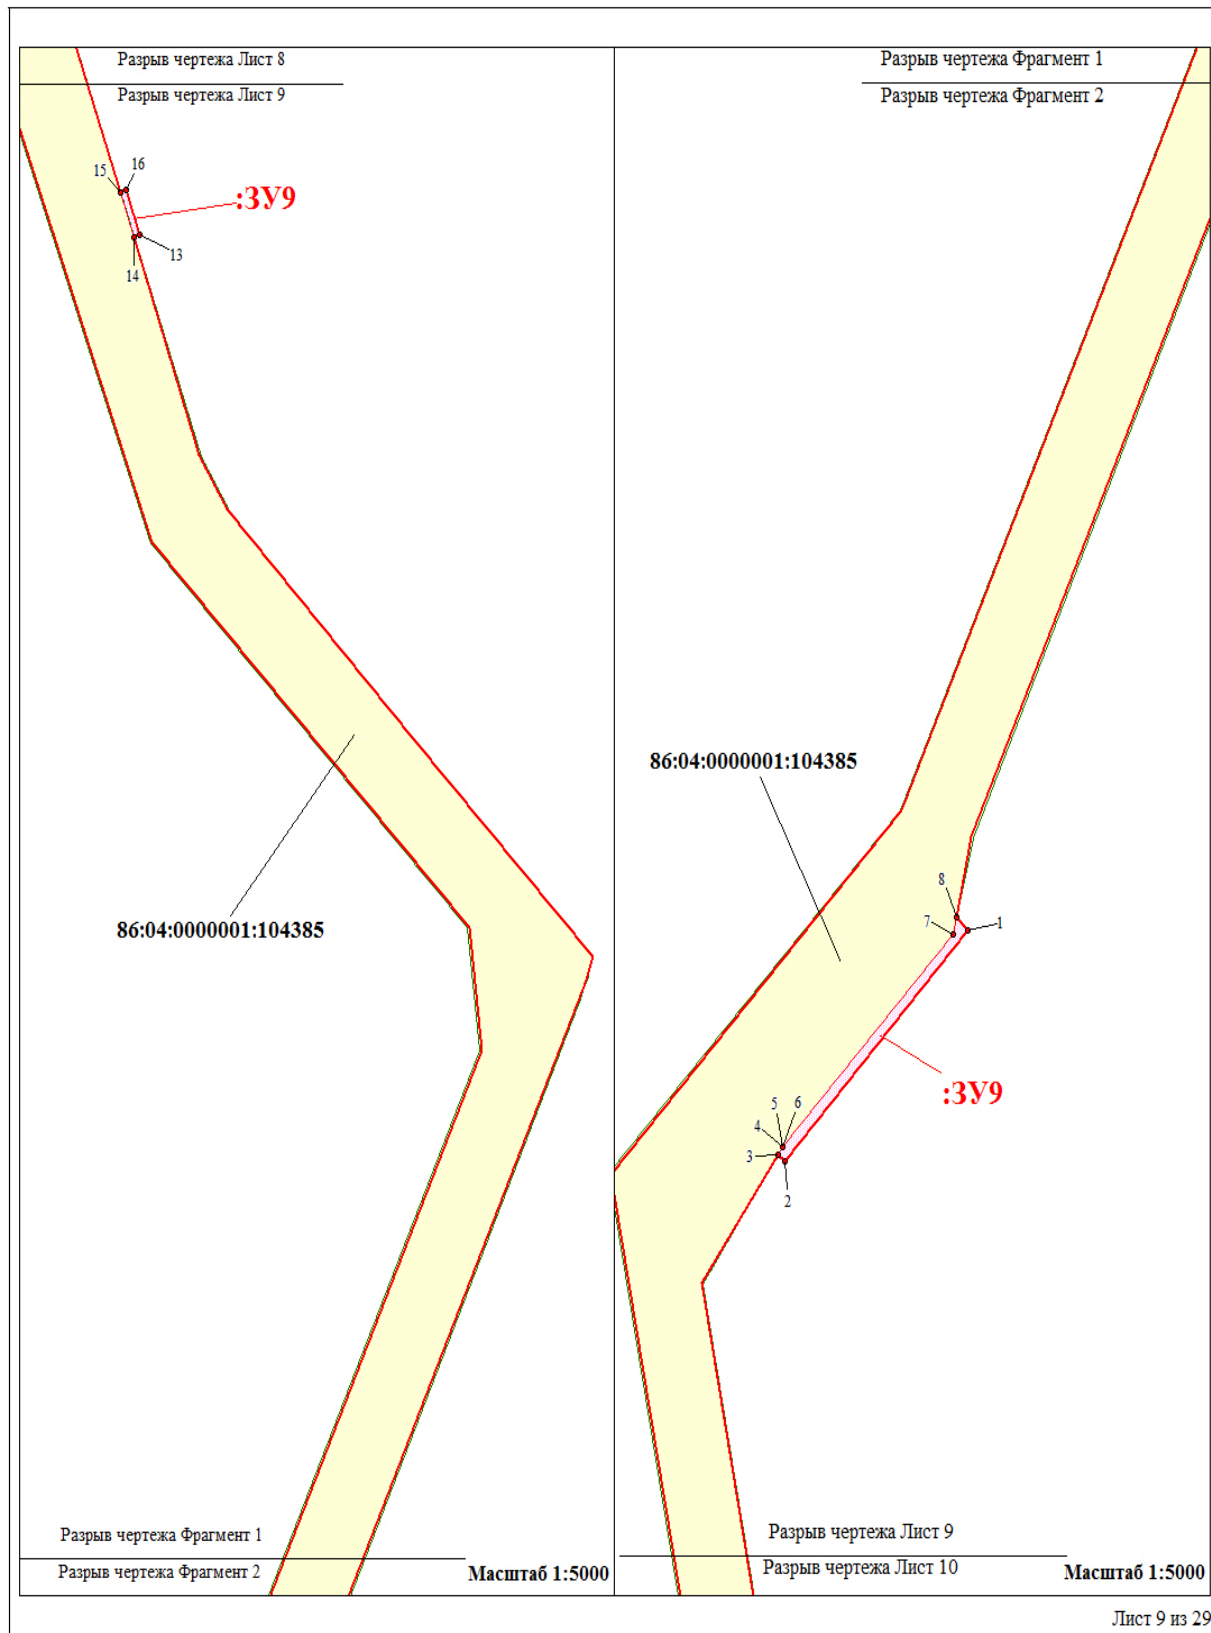 Разрыв чертежа Лист 8
Разрыв чертежа Лист 9
15
16
:ЗУ9
13
14
86:04:0000001:104385
Разрыв чертежа Фрагмент 1
Разрыв чертежа Фрагмент 2
Масштаб 1:5000
Разрыв чертежа Фрагмент 1
Разрыв чертежа Фрагмент 2
86:04:0000001:104385
8
7
1
:ЗУ9
5
6
4
3
2
Разрыв чертежа Лист 9
Разрыв чертежа Лист 10
Масштаб 1:5000
Лист 9 из 29